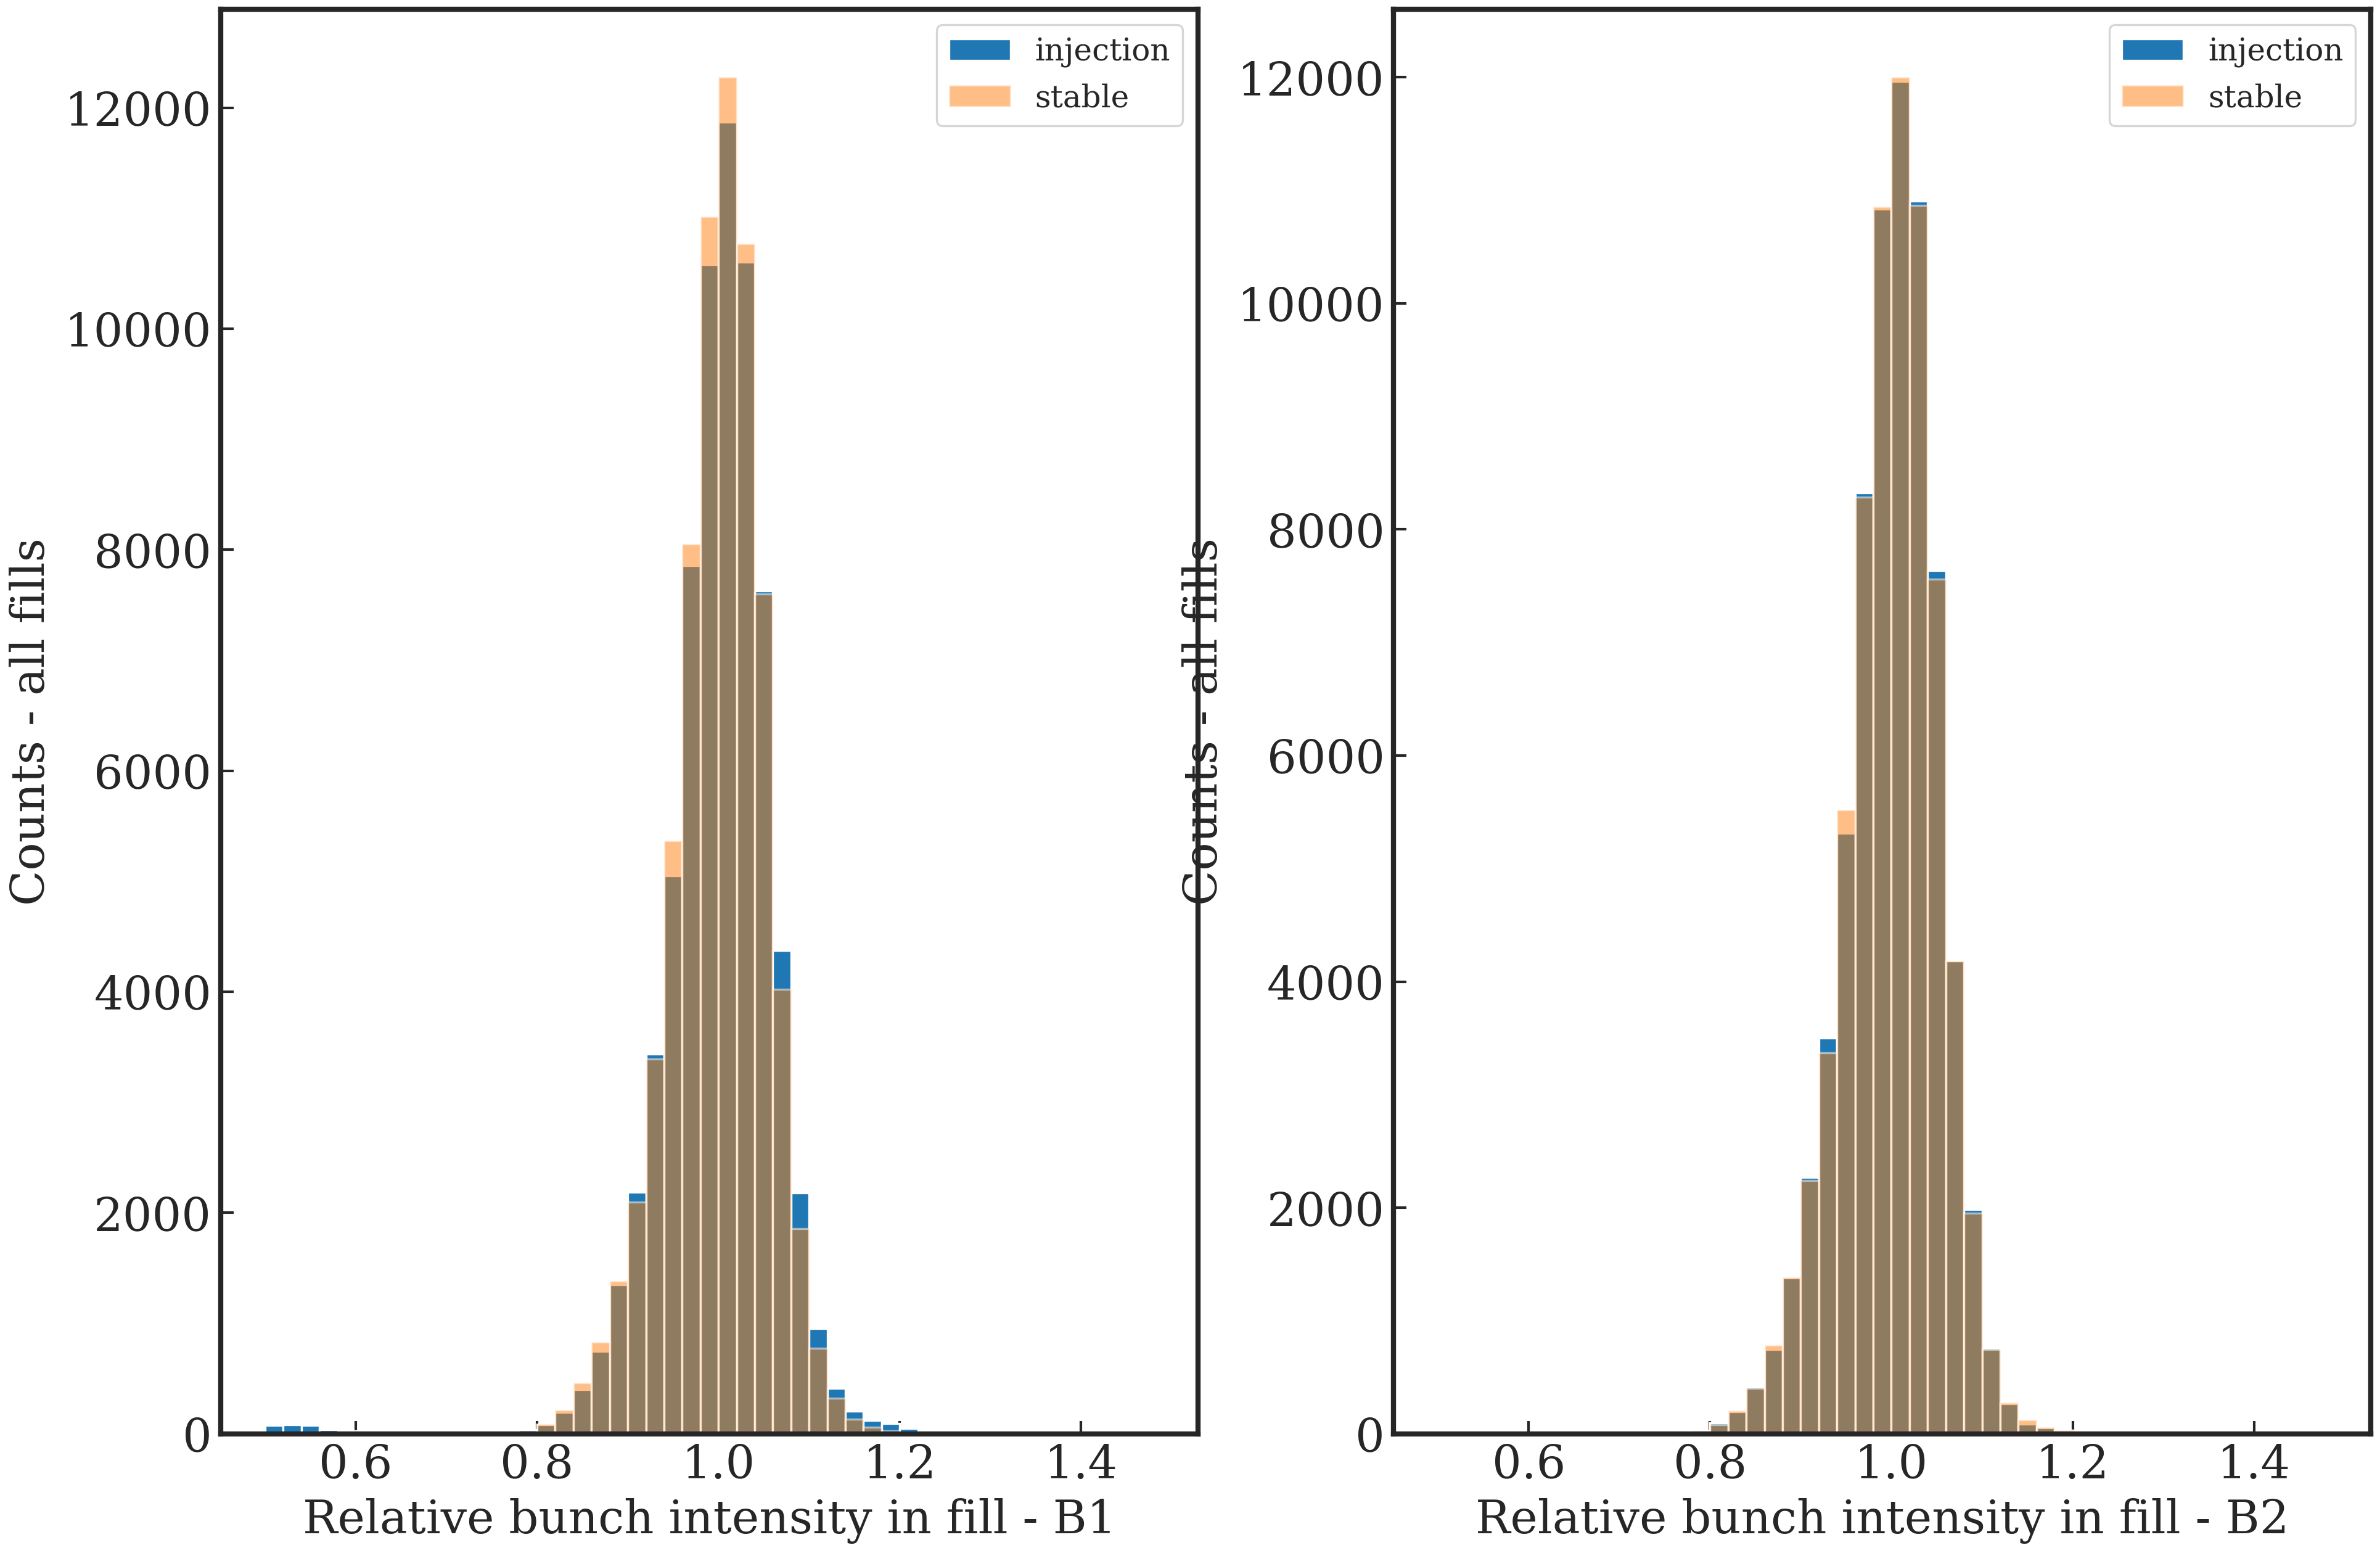 Counts - all fills
12000
10000
8000
6000
4000
2000
0
0.6 0.8 1.0 1.2 1.4
Relative bunch intensity in fill - B1
injection
stable
Counts - all fills
12000
10000
8000
6000
4000
2000
0
0.6 0.8 1.0 1.2 1.4
Relative bunch intensity in fill - B2
injection
stable